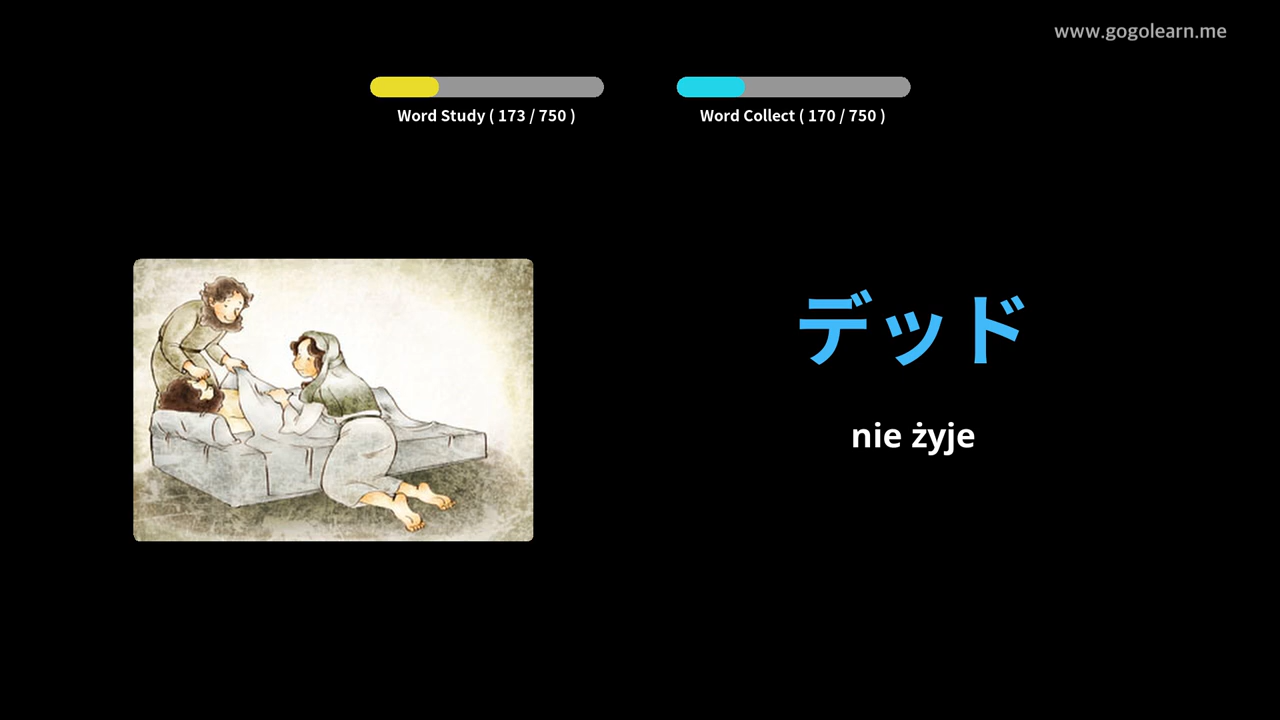 www.gogolearn.me
Word Study ( 173 / 750 )
Word Collect ( 170 / 750 )
デッド
nie żyje